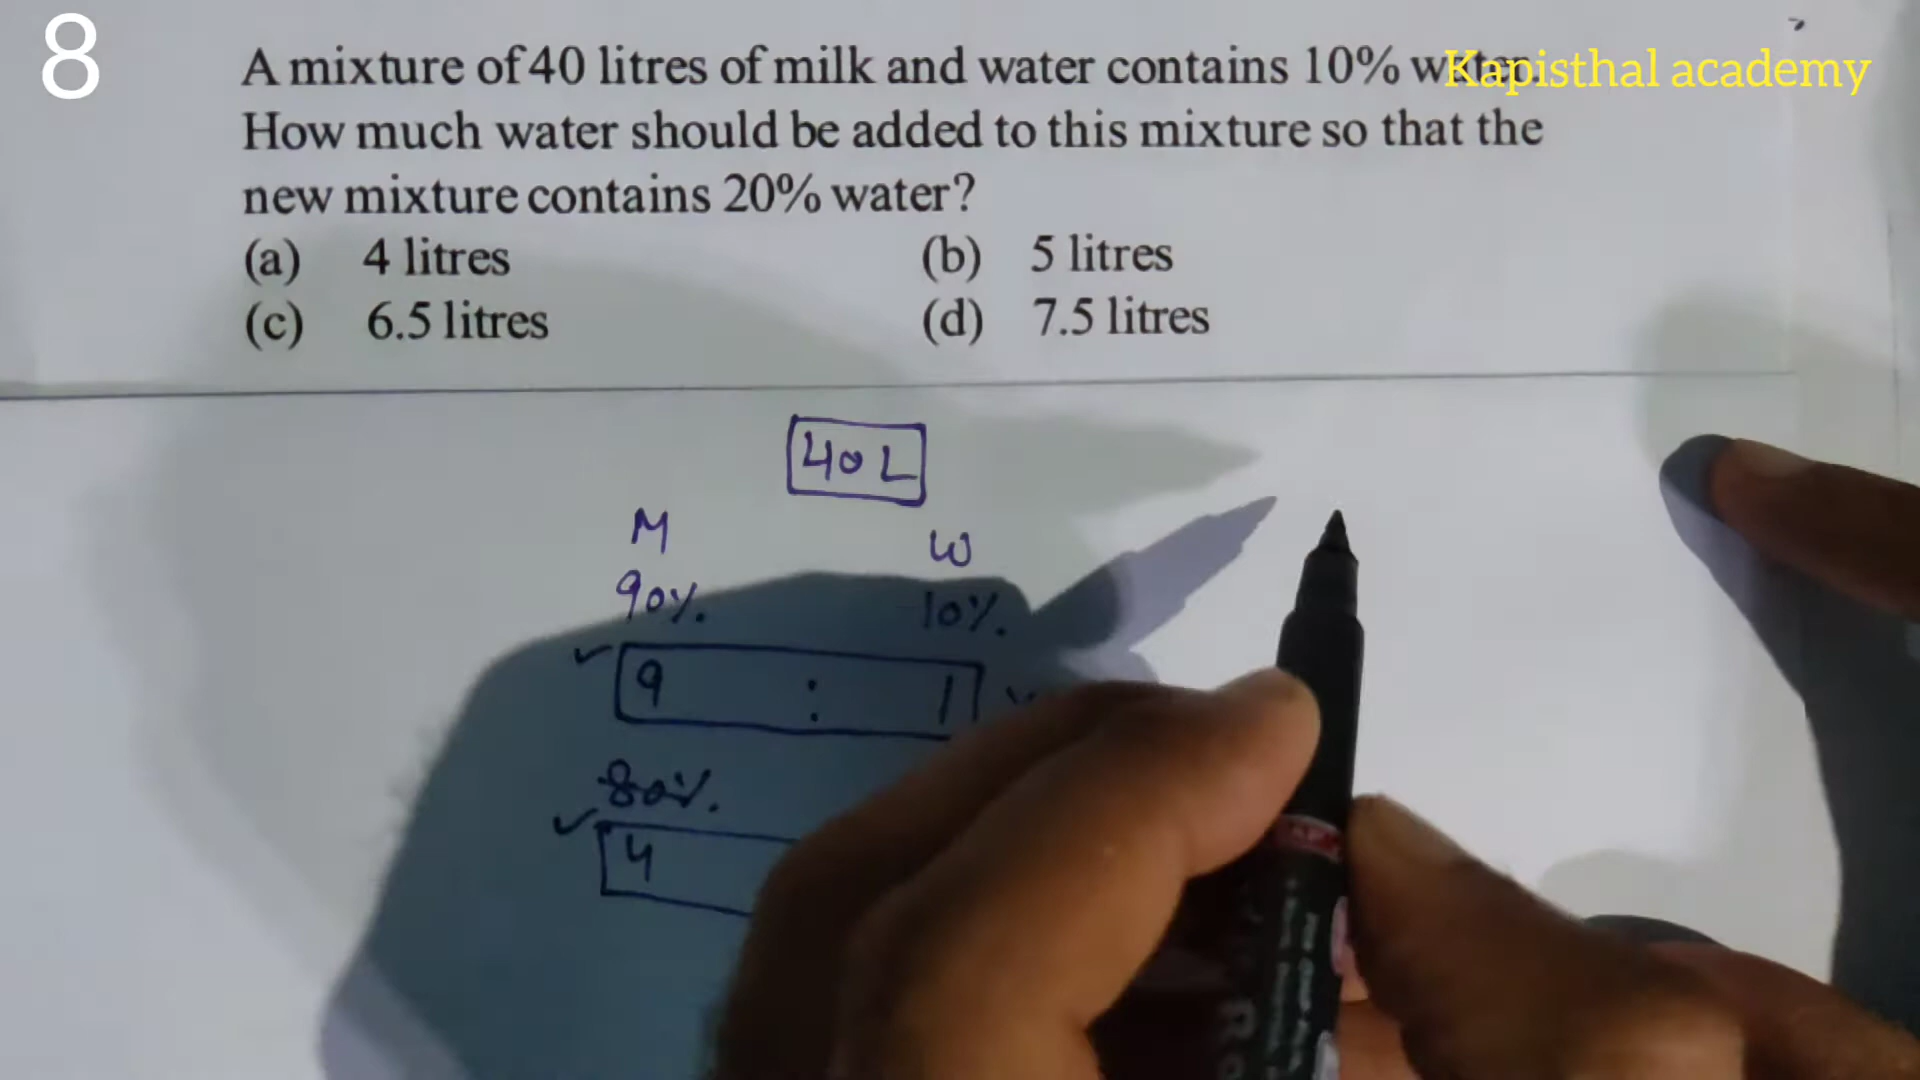 8
A mixture of 40 litres of milk and water contains 10% water.
Kapisthal academy
How much water should be added to this mixture so that the
new mixture contains 20% water?
(a) 4 litres (b) 5 litres
(c) 6.5 litres (d) 7.5 litres
40 L
M W
90%. 10%.
9 : 1
80%.
4